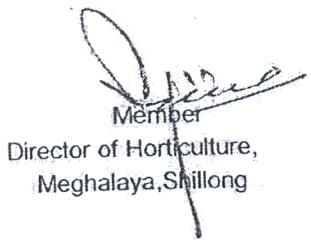 Member
Director of Horticulture,
Meghalaya,Shillong